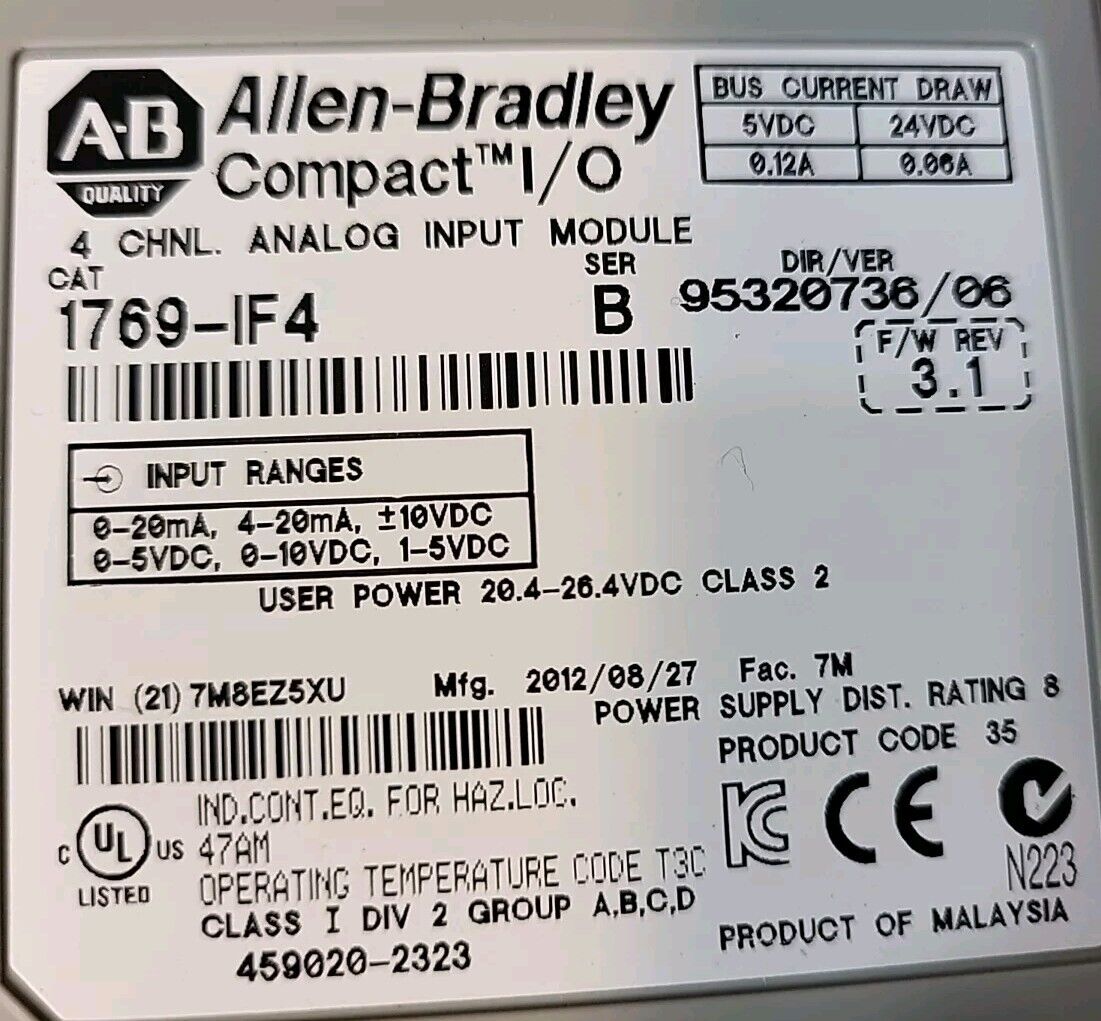 A-B
QUALITY
Allen-Bradley
Compact™ I/O
BUS CURRENT DRAW
5VDC 24VDC
0.12A 0.06A
4 CHNL. ANALOG INPUT MODULE
CAT SER DIR/VER
1769-IF4 B 95320736/06
F/W REV
3.1
INPUT RANGES
0-20mA, 4-20mA, ±10VDC
0-5VDC, 0-10VDC, 1-5VDC
USER POWER 20.4-26.4VDC CLASS 2
WIN (21) 7M8EZ5XU Mfg. 2012/08/27 Fac. 7M
POWER SUPPLY DIST. RATING 8
PRODUCT CODE 35
IND.CONT.EQ. FOR HAZ.LOC.
C UL US 47AM
LISTED
OPERATING TEMPERATURE CODE T3C
CLASS I DIV 2 GROUP A,B,C,D
459020-2323
KC CE
N223
PRODUCT OF MALAYSIA